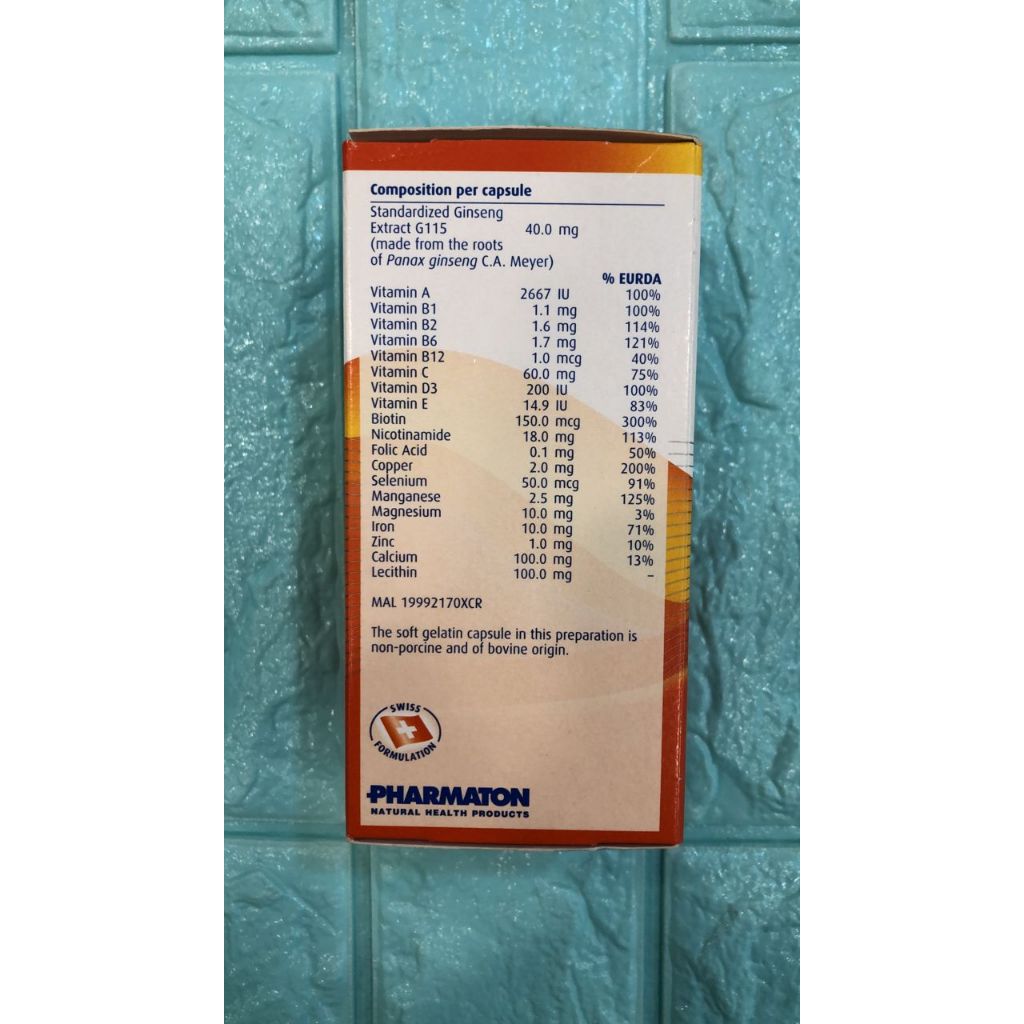 Composition per capsule
Standardized Ginseng
Extract G115 40.0 mg
(made from the roots
of Panax ginseng C.A. Meyer)
% EURDA
Vitamin A 2667 IU 100%
Vitamin B1 1.1 mg 100%
Vitamin B2 1.6 mg 114%
Vitamin B6 1.7 mg 121%
Vitamin B12 1.0 mcg 40%
Vitamin C 60.0 mg 75%
Vitamin D3 200 IU 100%
Vitamin E 14.9 IU 83%
Biotin 150.0 mcg 300%
Nicotinamide 18.0 mg 113%
Folic Acid 0.1 mg 50%
Copper 2.0 mg 200%
Selenium 50.0 mcg 91%
Manganese 2.5 mg 125%
Magnesium 10.0 mg 3%
Iron 10.0 mg 71%
Zinc 1.0 mg 10%
Calcium 100.0 mg 13%
Lecithin 100.0 mg –
MAL 19992170XCR
The soft gelatin capsule in this preparation is
non-porcine and of bovine origin.
SWISS
FORMULATION
PHARMATON
NATURAL HEALTH PRODUCTS